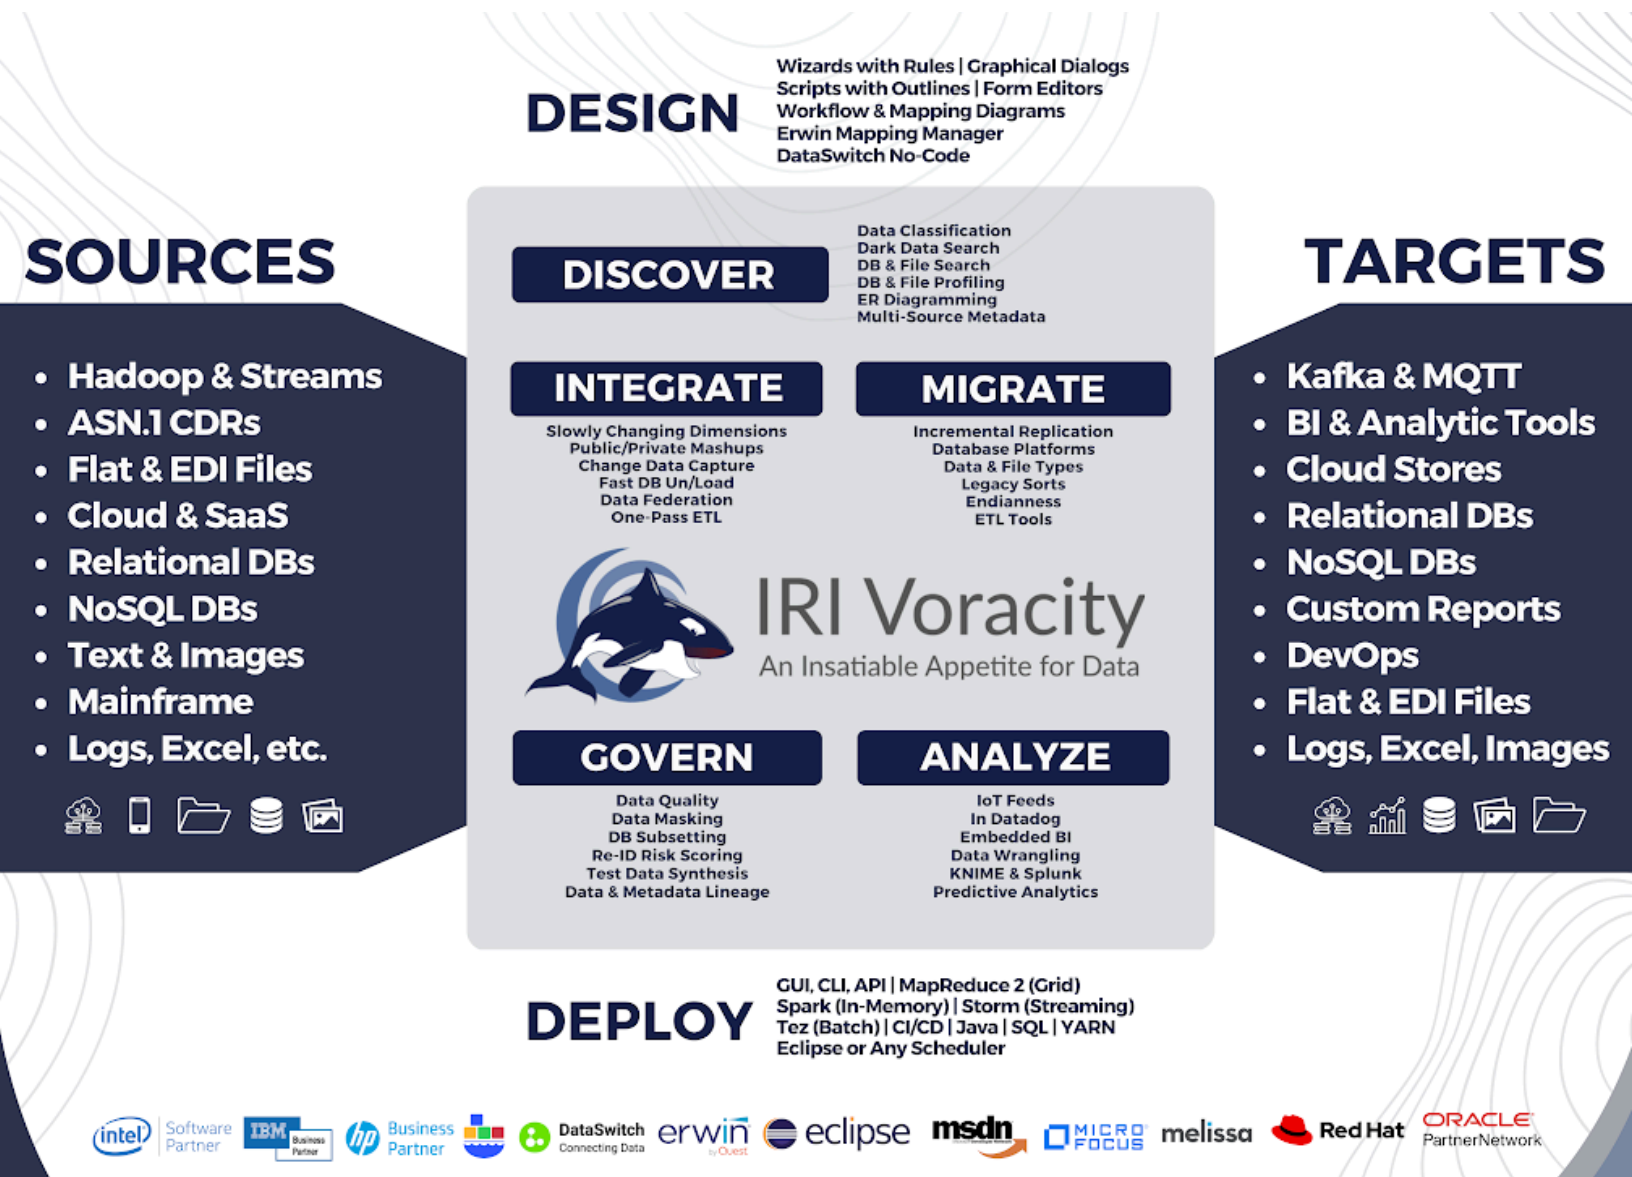 DESIGN
Wizards with Rules | Graphical Dialogs
Scripts with Outlines | Form Editors
Workflow & Mapping Diagrams
Erwin Mapping Manager
DataSwitch No-Code
SOURCES
• Hadoop & Streams
• ASN.1 CDRs
• Flat & EDI Files
• Cloud & SaaS
• Relational DBs
• NoSQL DBs
• Text & Images
• Mainframe
• Logs, Excel, etc.
DISCOVER
Data Classification
Dark Data Search
DB & File Search
DB & File Profiling
ER Diagramming
Multi-Source Metadata
INTEGRATE
Slowly Changing Dimensions
Public/Private Mashups
Change Data Capture
Fast DB Un/Load
Data Federation
One-Pass ETL
MIGRATE
Incremental Replication
Database Platforms
Data & File Types
Legacy Sorts
Endianness
ETL Tools
IRI Voracity
An Insatiable Appetite for Data
GOVERN
Data Quality
Data Masking
DB Subsetting
Re-ID Risk Scoring
Test Data Synthesis
Data & Metadata Lineage
ANALYZE
IoT Feeds
In Datadog
Embedded BI
Data Wrangling
KNIME & Splunk
Predictive Analytics
TARGETS
• Kafka & MQTT
• BI & Analytic Tools
• Cloud Stores
• Relational DBs
• NoSQL DBs
• Custom Reports
• DevOps
• Flat & EDI Files
• Logs, Excel, Images
DEPLOY
GUI, CLI, API | MapReduce 2 (Grid)
Spark (In-Memory) | Storm (Streaming)
Tez (Batch) | CI/CD | Java | SQL | YARN
Eclipse or Any Scheduler
intel
Software
Partner
IBM
Business
Partner
hp
Business
Partner
DataSwitch
Connecting Data
erwin
by Quest
eclipse
msdn
MICRO
FOCUS
melissa
Red Hat
ORACLE
PartnerNetwork